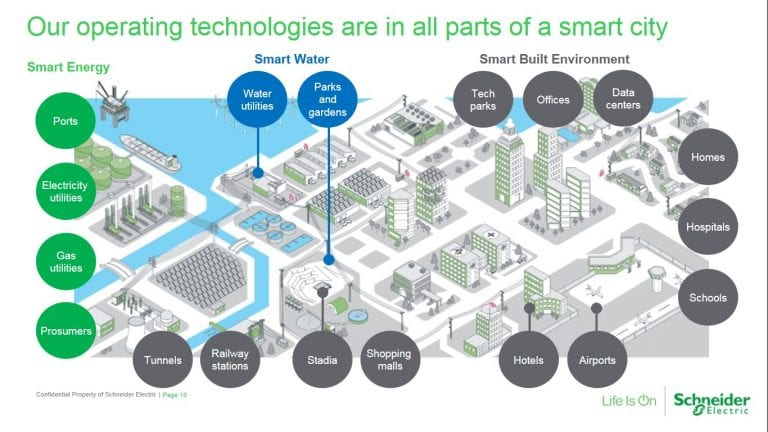 Our operating technologies are in all parts of a smart city
Smart Energy
Smart Water
Smart Built Environment
Ports
Electricity
utilities
Gas
utilities
Prosumers
Water
utilities
Parks
and
gardens
Tech
parks
Offices
Data
centers
Homes
Hospitals
Schools
Tunnels
Railway
stations
Stadia
Shopping
malls
Hotels
Airports
Confidential Property of Schneider Electric | Page 18
Life Is On
Schneider
Electric